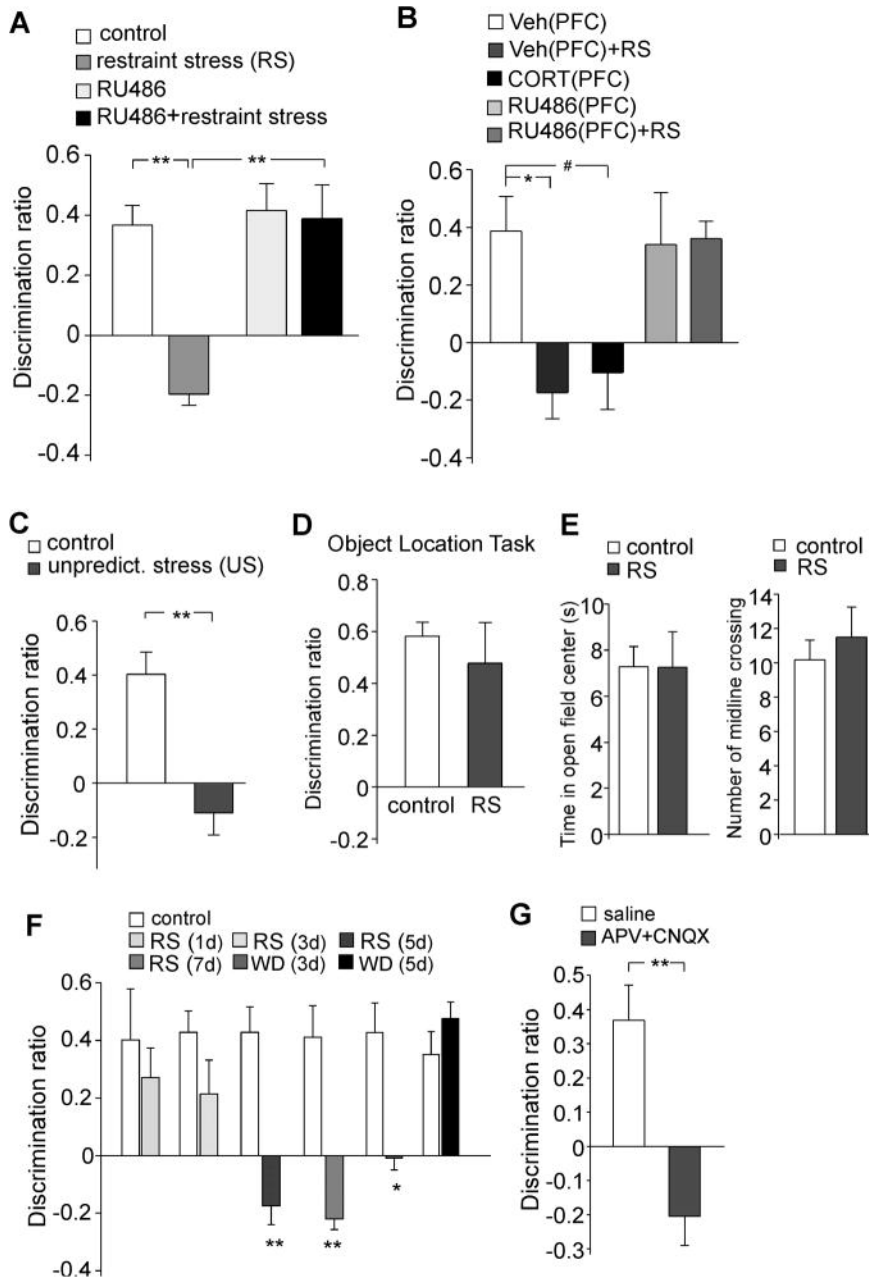 A
control
restraint stress (RS)
RU486
RU486+restraint stress
Discrimination ratio
0.6
0.4
0.2
0
-0.2
-0.4
**
**
B
Veh(PFC)
Veh(PFC)+RS
CORT(PFC)
RU486(PFC)
RU486(PFC)+RS
Discrimination ratio
0.6
0.4
0.2
0
-0.2
-0.4
#
*
C
control
unpredict. stress (US)
Discrimination ratio
0.6
0.4
0.2
0
-0.2
**
D
Object Location Task
Discrimination ratio
0.8
0.6
0.4
0.2
0
-0.2
control RS
E
control
RS
Time in open field center (s)
10
8
6
4
2
0
control
RS
Number of midline crossing
14
12
10
8
6
4
2
0
F
control
RS (1d) RS (3d) RS (5d)
RS (7d) WD (3d) WD (5d)
Discrimination ratio
0.6
0.4
0.2
0
-0.2
-0.4
** ** *
G
saline
APV+CNQX
Discrimination ratio
0.5
0.4
0.3
0.2
0.1
0
-0.1
-0.2
-0.3
**